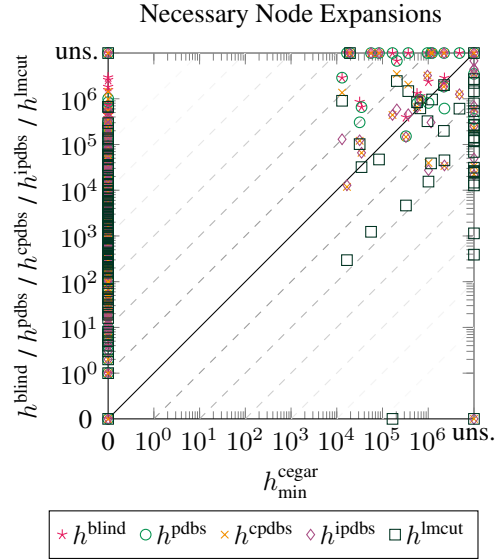 Necessary Node Expansions
h^blind / h^pdbs / h^cpdbs / h^ipdbs / h^lmcut
uns.
10^6
10^5
10^4
10^3
10^2
10^1
10^0
0
0 10^0 10^1 10^2 10^3 10^4 10^5 10^6 uns.
h^cegar_min
h^blind h^pdbs h^cpdbs h^ipdbs h^lmcut